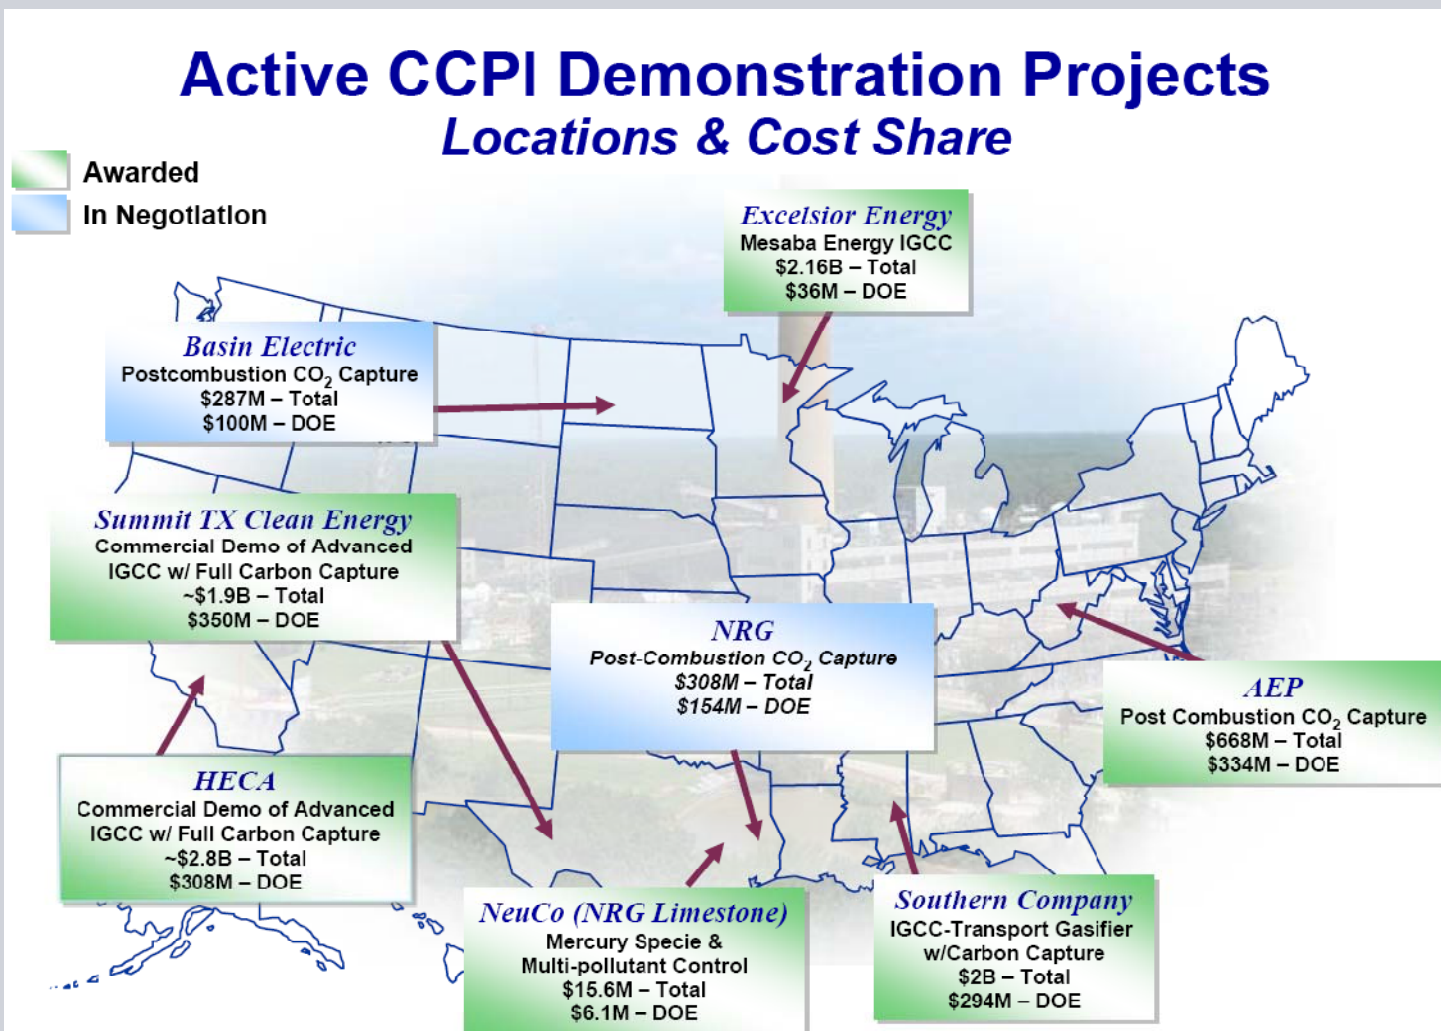 Active CCPI Demonstration Projects
Locations & Cost Share
Awarded
In Negotiation
Excelsior Energy
Mesaba Energy IGCC
$2.16B – Total
$36M – DOE
Basin Electric
Postcombustion CO₂ Capture
$287M – Total
$100M – DOE
Summit TX Clean Energy
Commercial Demo of Advanced
IGCC w/ Full Carbon Capture
~$1.9B – Total
$350M – DOE
NRG
Post-Combustion CO₂ Capture
$308M – Total
$154M – DOE
AEP
Post Combustion CO₂ Capture
$668M – Total
$334M – DOE
HECA
Commercial Demo of Advanced
IGCC w/ Full Carbon Capture
~$2.8B – Total
$308M – DOE
NeuCo (NRG Limestone)
Mercury Specie &
Multi-pollutant Control
$15.6M – Total
$6.1M – DOE
Southern Company
IGCC-Transport Gasifier
w/Carbon Capture
$2B – Total
$294M – DOE